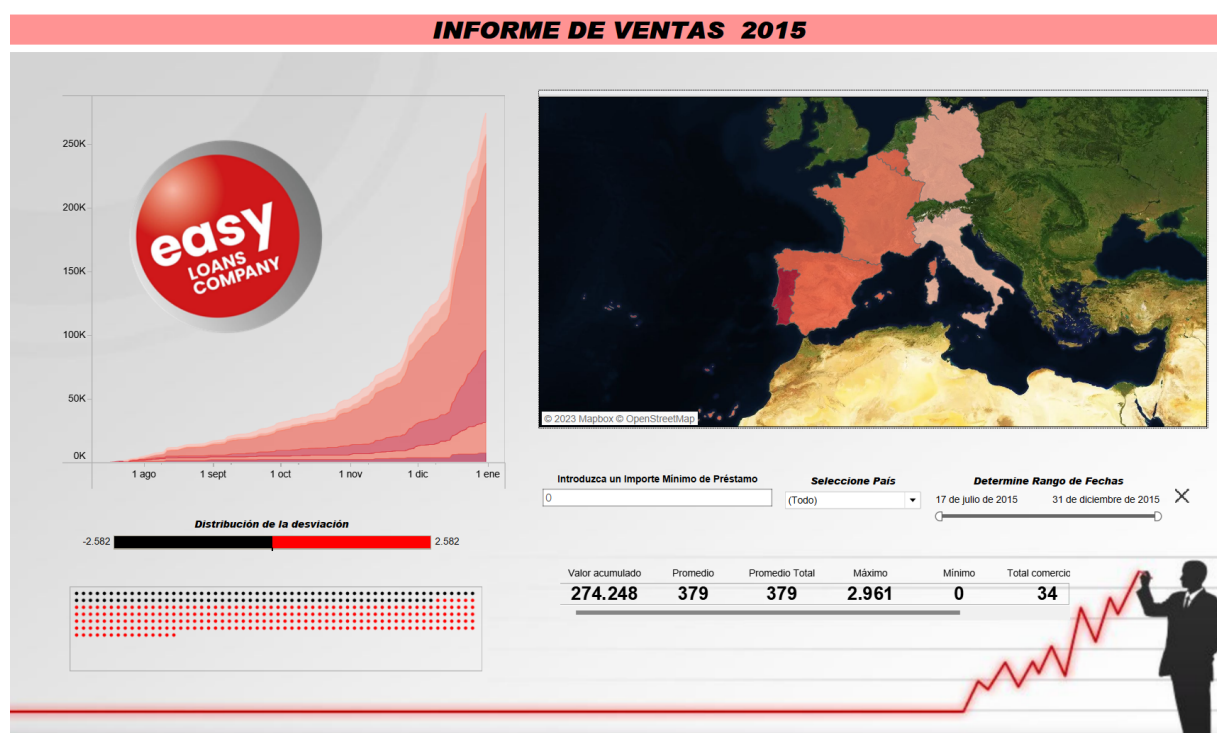 INFORME DE VENTAS 2015
250K
200K
150K
100K
50K
0K
1 ago 1 sept 1 oct 1 nov 1 dic 1 ene
easy
LOANS
COMPANY
© 2023 Mapbox © OpenStreetMap
Introduzca un Importe Mínimo de Préstamo
0
Seleccione País
(Todo)
Determine Rango de Fechas
17 de julio de 2015 31 de diciembre de 2015
Distribución de la desviación
-2.582 2.582
Valor acumulado Promedio Promedio Total Máximo Mínimo Total comercio
274.248 379 379 2.961 0 34